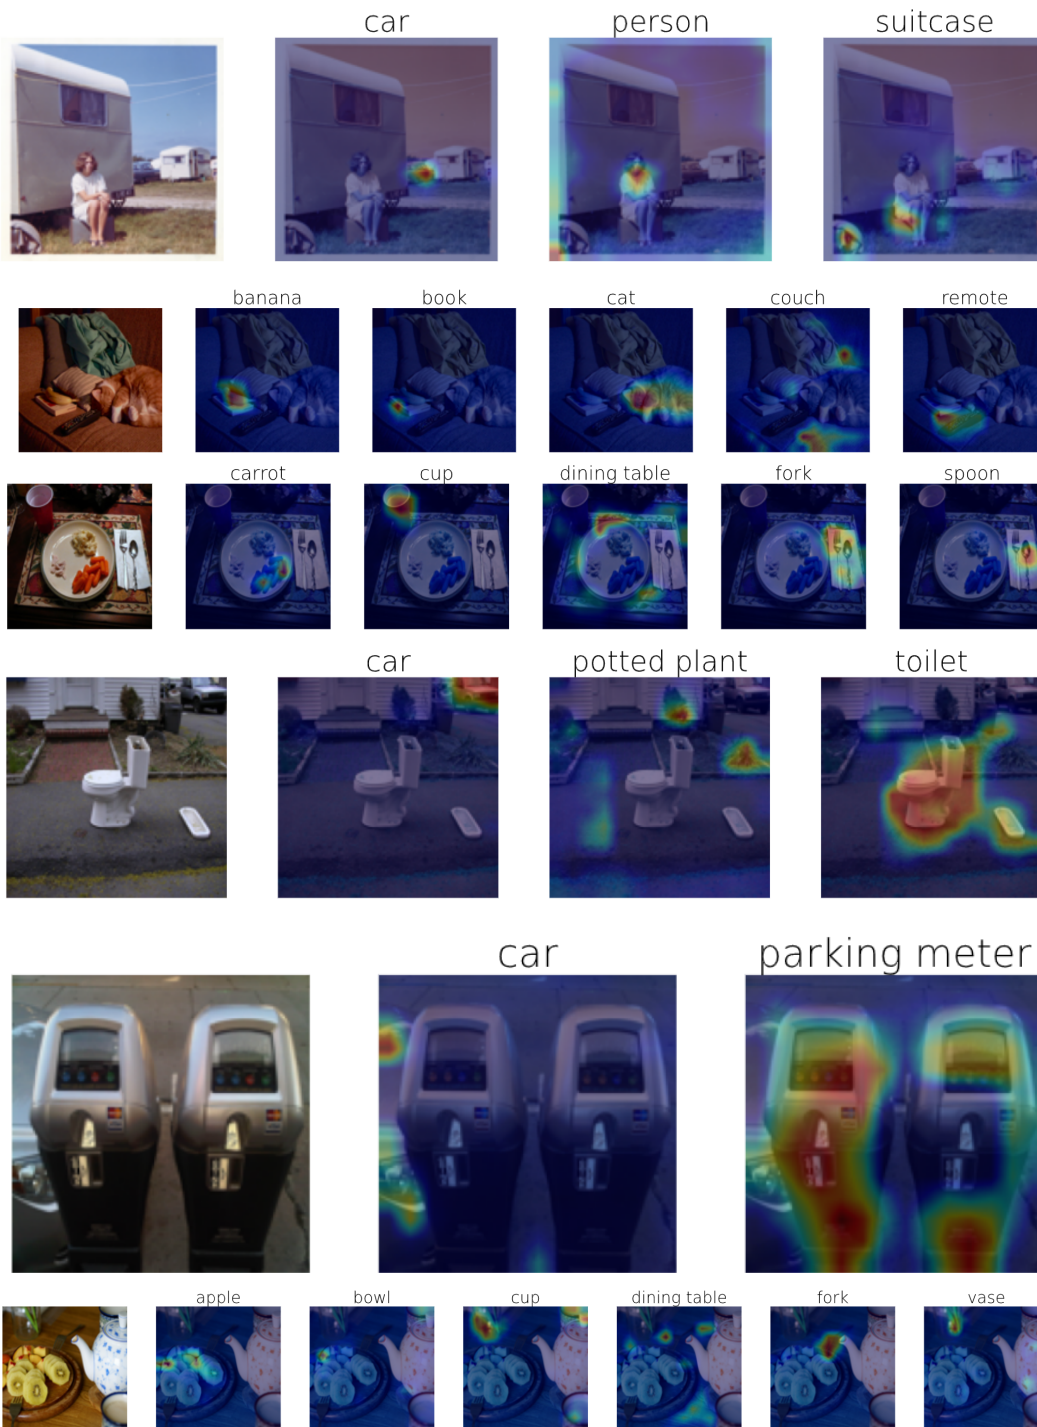 car person suitcase
banana book cat couch remote
carrot cup dining table fork spoon
car potted plant toilet
car parking meter
apple bowl cup dining table fork vase